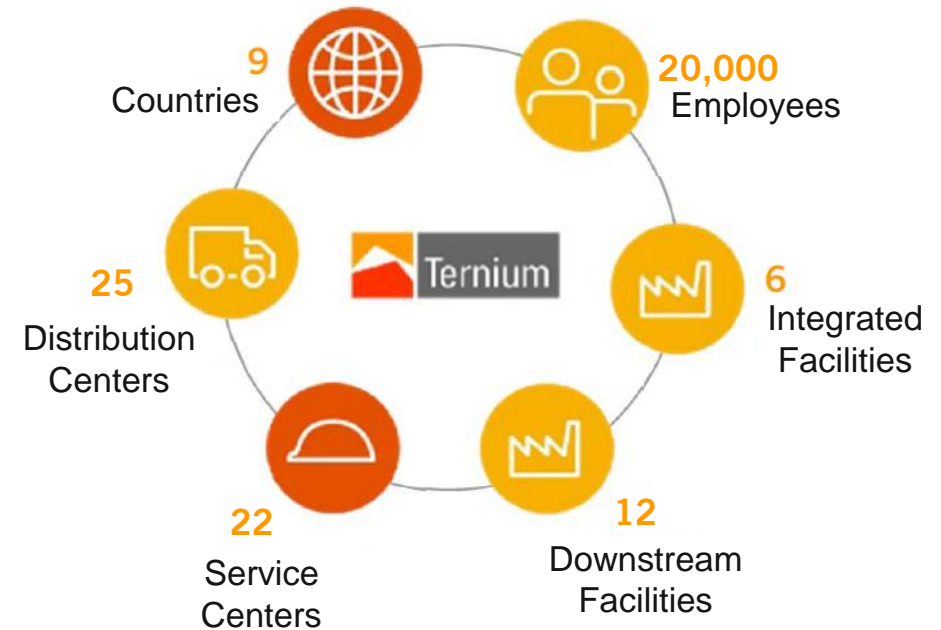 9
Countries
20,000
Employees
25
Distribution
Centers
Ternium
6
Integrated
Facilities
22
Service
Centers
12
Downstream
Facilities